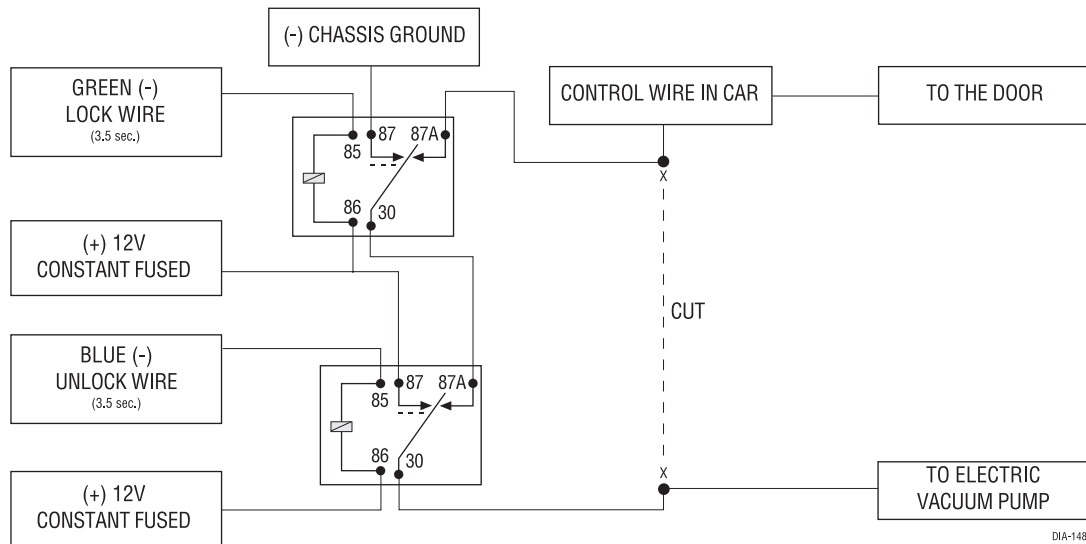 (-) CHASSIS GROUND
GREEN (-)
LOCK WIRE
(3.5 sec.)
CONTROL WIRE IN CAR
TO THE DOOR
87
87A
85
X
86
30
(+) 12V
CONSTANT FUSED
CUT
BLUE (-)
UNLOCK WIRE
(3.5 sec.)
87
87A
85
86
30
X
(+) 12V
CONSTANT FUSED
TO ELECTRIC
VACUUM PUMP
DIA-148